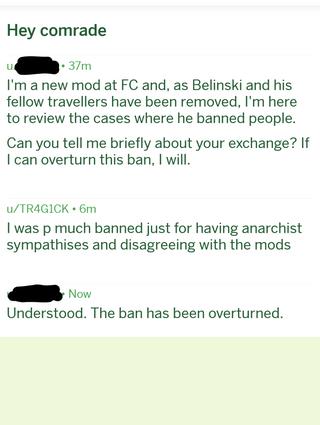 Hey comrade
u • 37m
I'm a new mod at FC and, as Belinski and his
fellow travellers have been removed, I'm here
to review the cases where he banned people.
Can you tell me briefly about your exchange? If
I can overturn this ban, I will.
u/TR4G1CK • 6m
I was p much banned just for having anarchist
sympathises and disagreeing with the mods
• Now
Understood. The ban has been overturned.